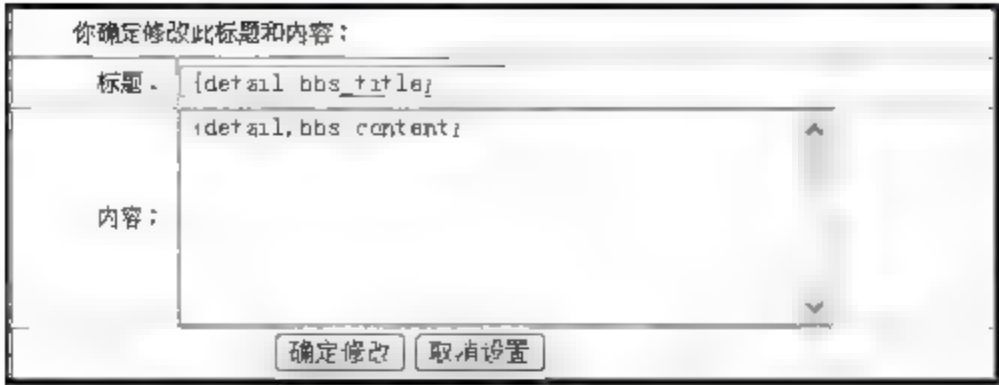 你确定修改此标题和内容：
标题：
{detail.bbs_title}
{detail.bbs_content}
内容：
确定修改 取消设置